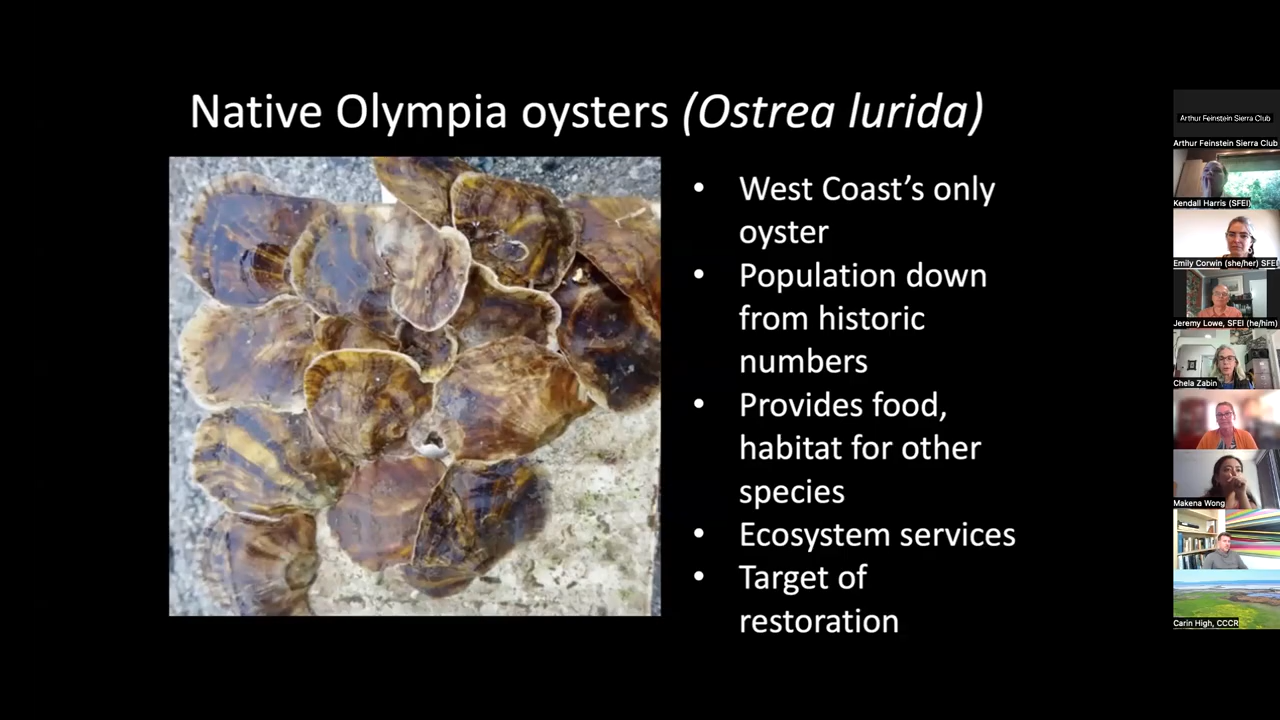 Native Olympia oysters (Ostrea lurida)
• West Coast’s only
oyster
• Population down
from historic
numbers
• Provides food,
habitat for other
species
• Ecosystem services
• Target of
restoration
Arthur Feinstein Sierra Club
Arthur Feinstein Sierra Club
Kendall Harris (SFEI)
Emily Corwin (she/her) SFEI
Jeremy Lowe, SFEI (he/him)
Chela Zabin
Makena Wong
Carin High, CCCR